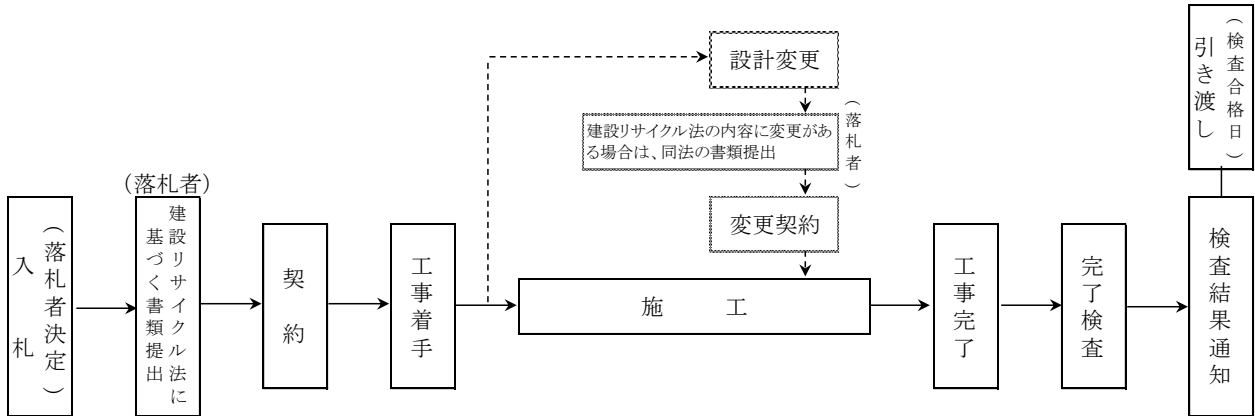 入札
（落札者決定）
（落札者）
建設リサイクル法に
基づく書類提出
契約
工事着手
設計変更
建設リサイクル法の内容に変更があ
る場合は、同法の書類提出
（落札者）
変更契約
施工
工事完了
完了検査
検査結果通知
引き渡し
（検査合格日）